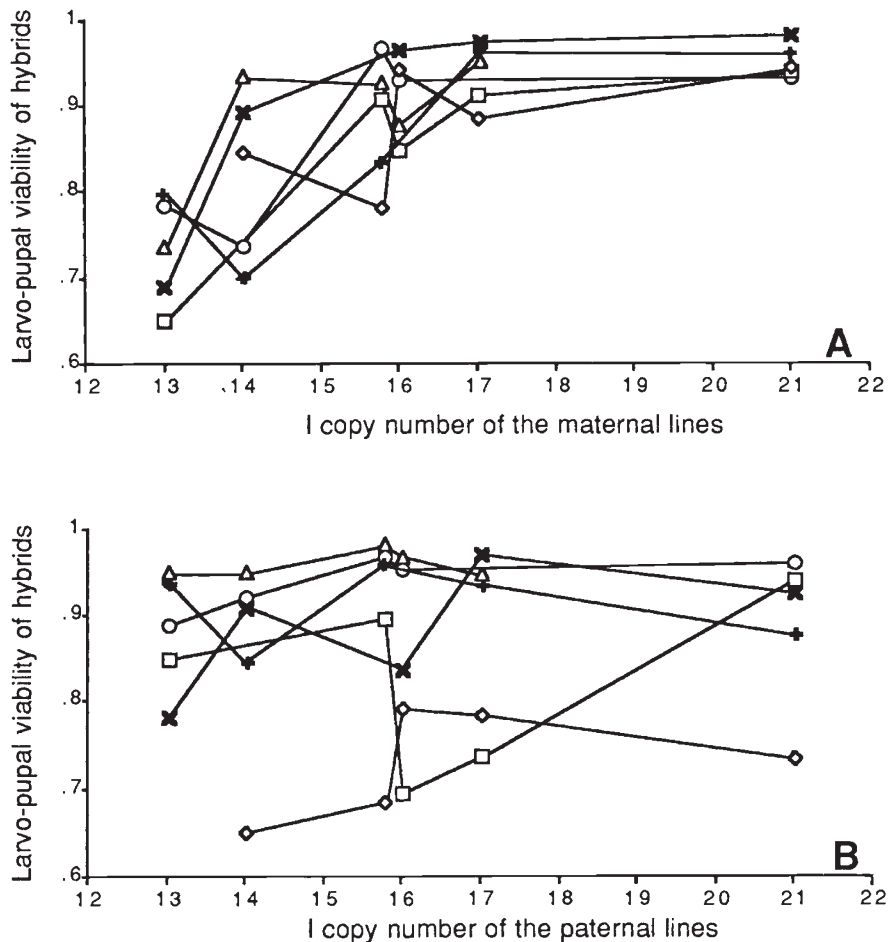 Larvo-pupal viability of hybrids
1
.9
.8
.7
.6
12 13 14 15 16 17 18 19 20 21 22
A
I copy number of the maternal lines
Larvo-pupal viability of hybrids
1
.9
.8
.7
.6
12 13 14 15 16 17 18 19 20 21 22
B
I copy number of the paternal lines